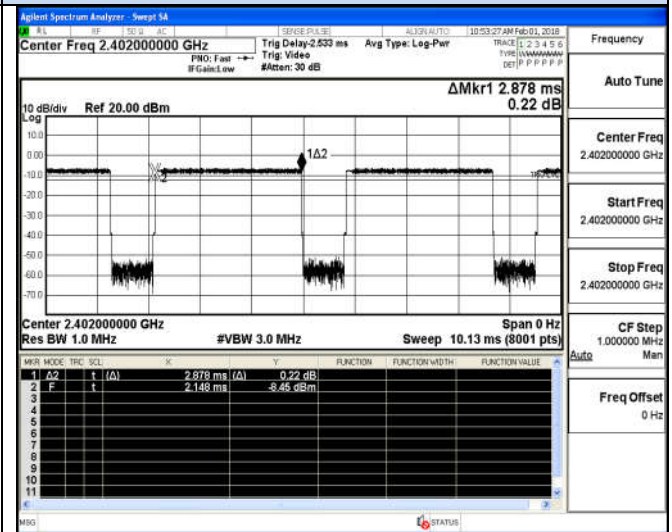 Agilent Spectrum Analyzer - Swept SA
RL RF 50 Ω AC SENSE:PULSE ALIGN AUTO 10:53:27 AM Feb 01, 2018
Center Freq 2.402000000 GHz
Trig Delay-2.533 ms Avg Type: Log-Pwr TRACE 1 2 3 4 5 6
PNO: Fast Trig: Video TYPE
IFGain:Low #Atten: 30 dB DET P P P P P P
ΔMkr1 2.878 ms
0.22 dB
10 dB/div Ref 20.00 dBm
Log
10.0
0.00
-10.0
-20.0
-30.0
-40.0
-50.0
-60.0
-70.0
1Δ2
2
Center 2.402000000 GHz Span 0 Hz
Res BW 1.0 MHz #VBW 3.0 MHz Sweep 10.13 ms (8001 pts)
MKR MODE TRC SCL X Y FUNCTION FUNCTION WIDTH FUNCTION VALUE
1 Δ2 t (Δ) 2.878 ms (Δ) 0.22 dB
2 F t 2.148 ms -8.45 dBm
3
4
5
6
7
8
9
10
11
MSG STATUS
Frequency
Auto Tune
Center Freq
2.402000000 GHz
Start Freq
2.402000000 GHz
Stop Freq
2.402000000 GHz
CF Step
1.000000 MHz
Auto Man
Freq Offset
0 Hz